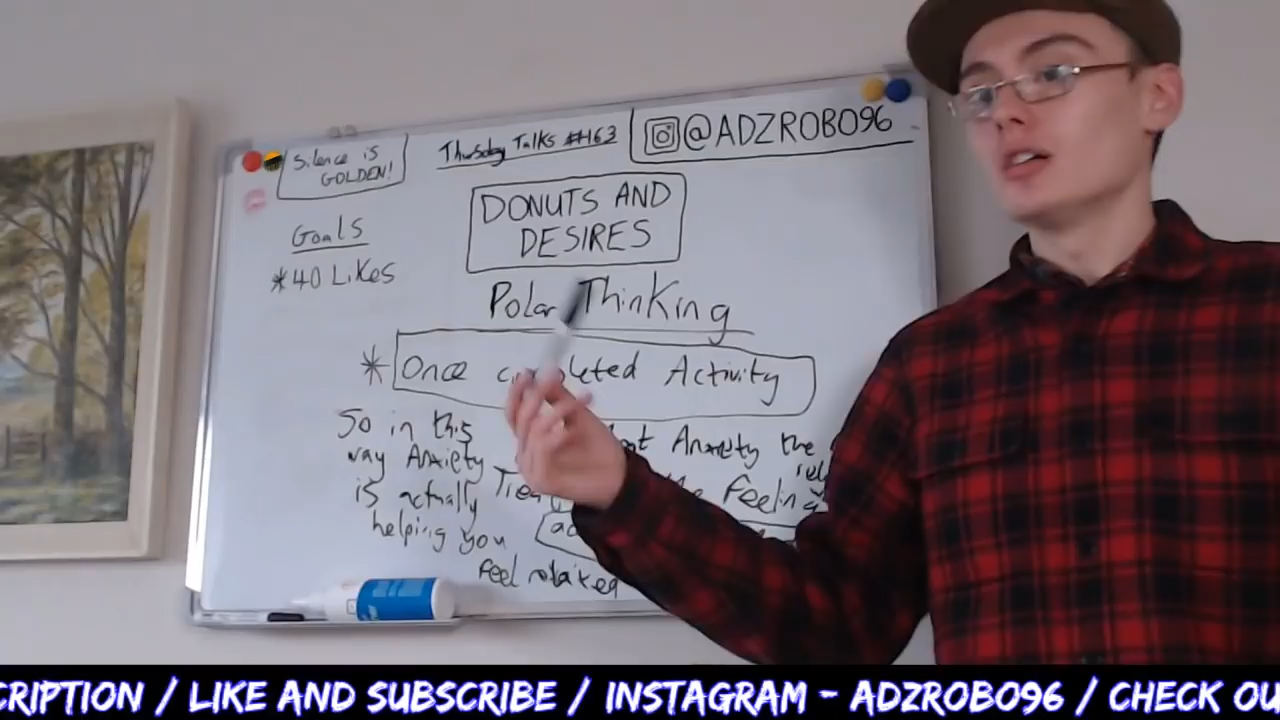 Silence is
GOLDEN!
Thursday Talks #163
@ADZROBO96
DONUTS AND
DESIRES
Goals
*40 Likes
Polar Thinking
* Once completed Activity
So in this
way Anxiety
is actually
helping you
feel relaxed
Anxiety the
the Feeling
CRIPTION / LIKE AND SUBSCRIBE / INSTAGRAM - ADZROBO96 / CHECK OU